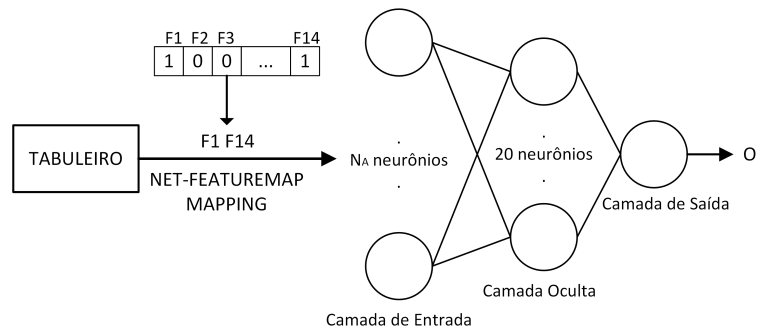 F1 F2 F3 F14
1 0 0 ... 1
F1 F14
TABULEIRO
NET-FEATUREMAP
MAPPING
.
NA neurônios
.
.
20 neurônios
.
O
Camada de Saída
Camada Oculta
Camada de Entrada